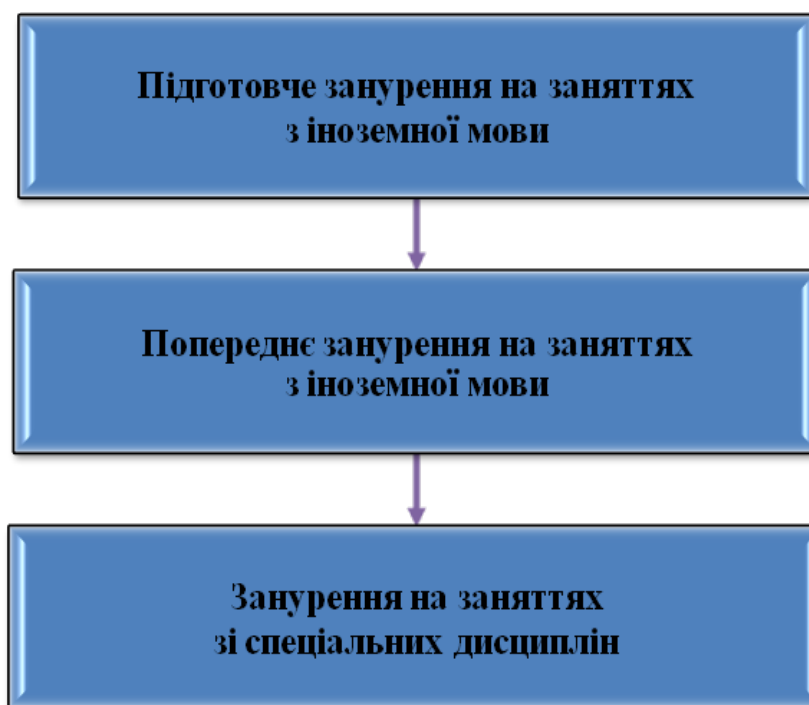 Підготовче занурення на заняттях
з іноземної мови
Попереднє занурення на заняттях
з іноземної мови
Занурення на заняттях
зі спеціальних дисциплін